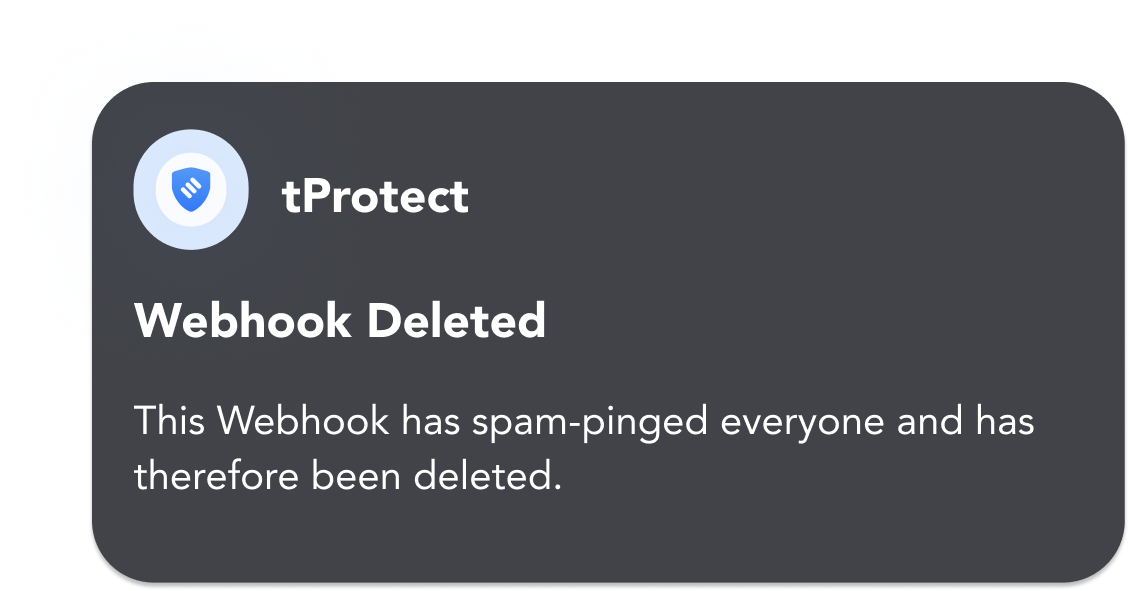 tProtect
Webhook Deleted
This Webhook has spam-pinged everyone and has
therefore been deleted.